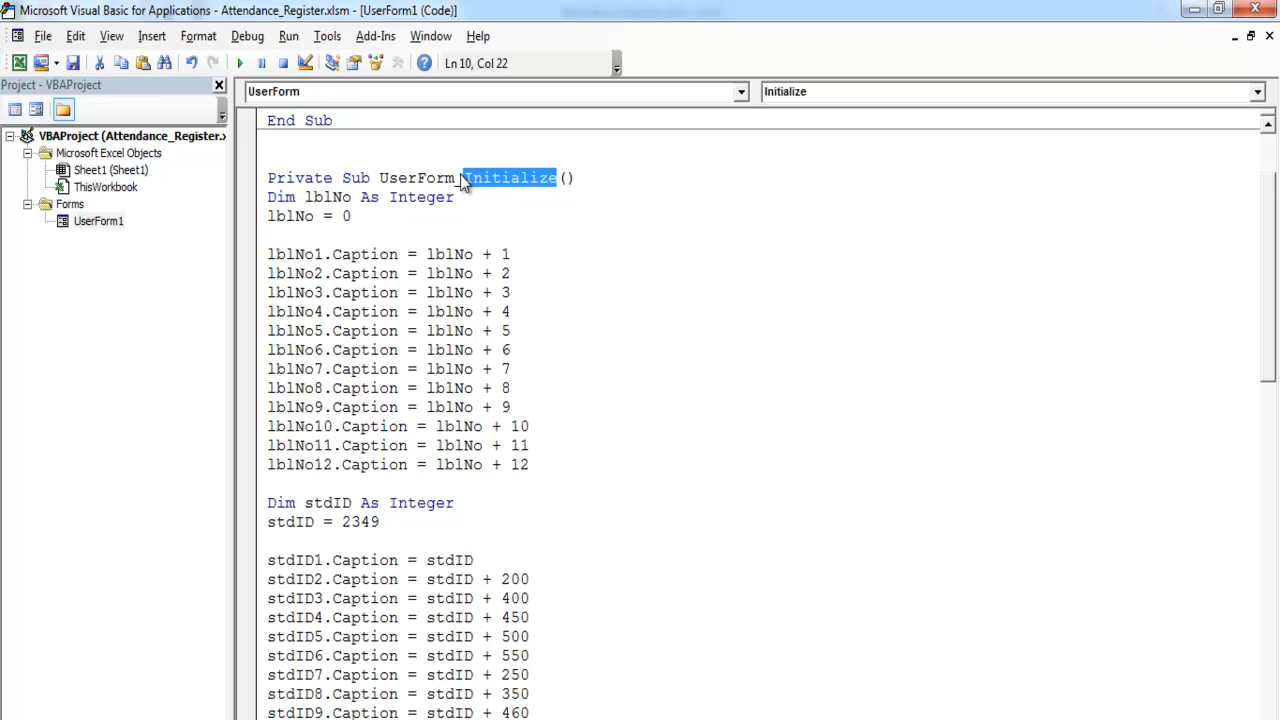 Microsoft Visual Basic for Applications - Attendance_Register.xlsm - [UserForm1 (Code)]
File Edit View Insert Format Debug Run Tools Add-Ins Window Help
Ln 10, Col 22
Project - VBAProject
UserForm
Initialize
VBAProject (Attendance_Register.x
Microsoft Excel Objects
Sheet1 (Sheet1)
ThisWorkbook
Forms
UserForm1
End Sub
Private Sub UserForm_Initialize()
Dim lblNo As Integer
lblNo = 0
lblNo1.Caption = lblNo + 1
lblNo2.Caption = lblNo + 2
lblNo3.Caption = lblNo + 3
lblNo4.Caption = lblNo + 4
lblNo5.Caption = lblNo + 5
lblNo6.Caption = lblNo + 6
lblNo7.Caption = lblNo + 7
lblNo8.Caption = lblNo + 8
lblNo9.Caption = lblNo + 9
lblNo10.Caption = lblNo + 10
lblNo11.Caption = lblNo + 11
lblNo12.Caption = lblNo + 12
Dim stdID As Integer
stdID = 2349
stdID1.Caption = stdID
stdID2.Caption = stdID + 200
stdID3.Caption = stdID + 400
stdID4.Caption = stdID + 450
stdID5.Caption = stdID + 500
stdID6.Caption = stdID + 550
stdID7.Caption = stdID + 250
stdID8.Caption = stdID + 350
stdID9.Caption = stdID + 460